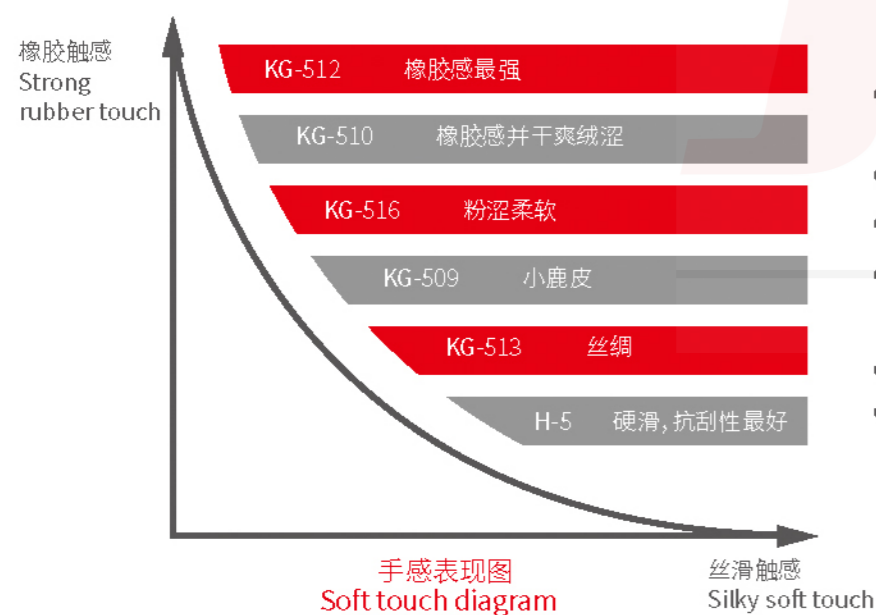 橡胶触感
Strong
rubber touch
KG-512 橡胶感最强
KG-510 橡胶感并干爽绒涩
KG-516 粉涩柔软
KG-509 小鹿皮
KG-513 丝绸
H-5 硬滑,抗刮性最好
手感表现图
Soft touch diagram
丝滑触感
Silky soft touch